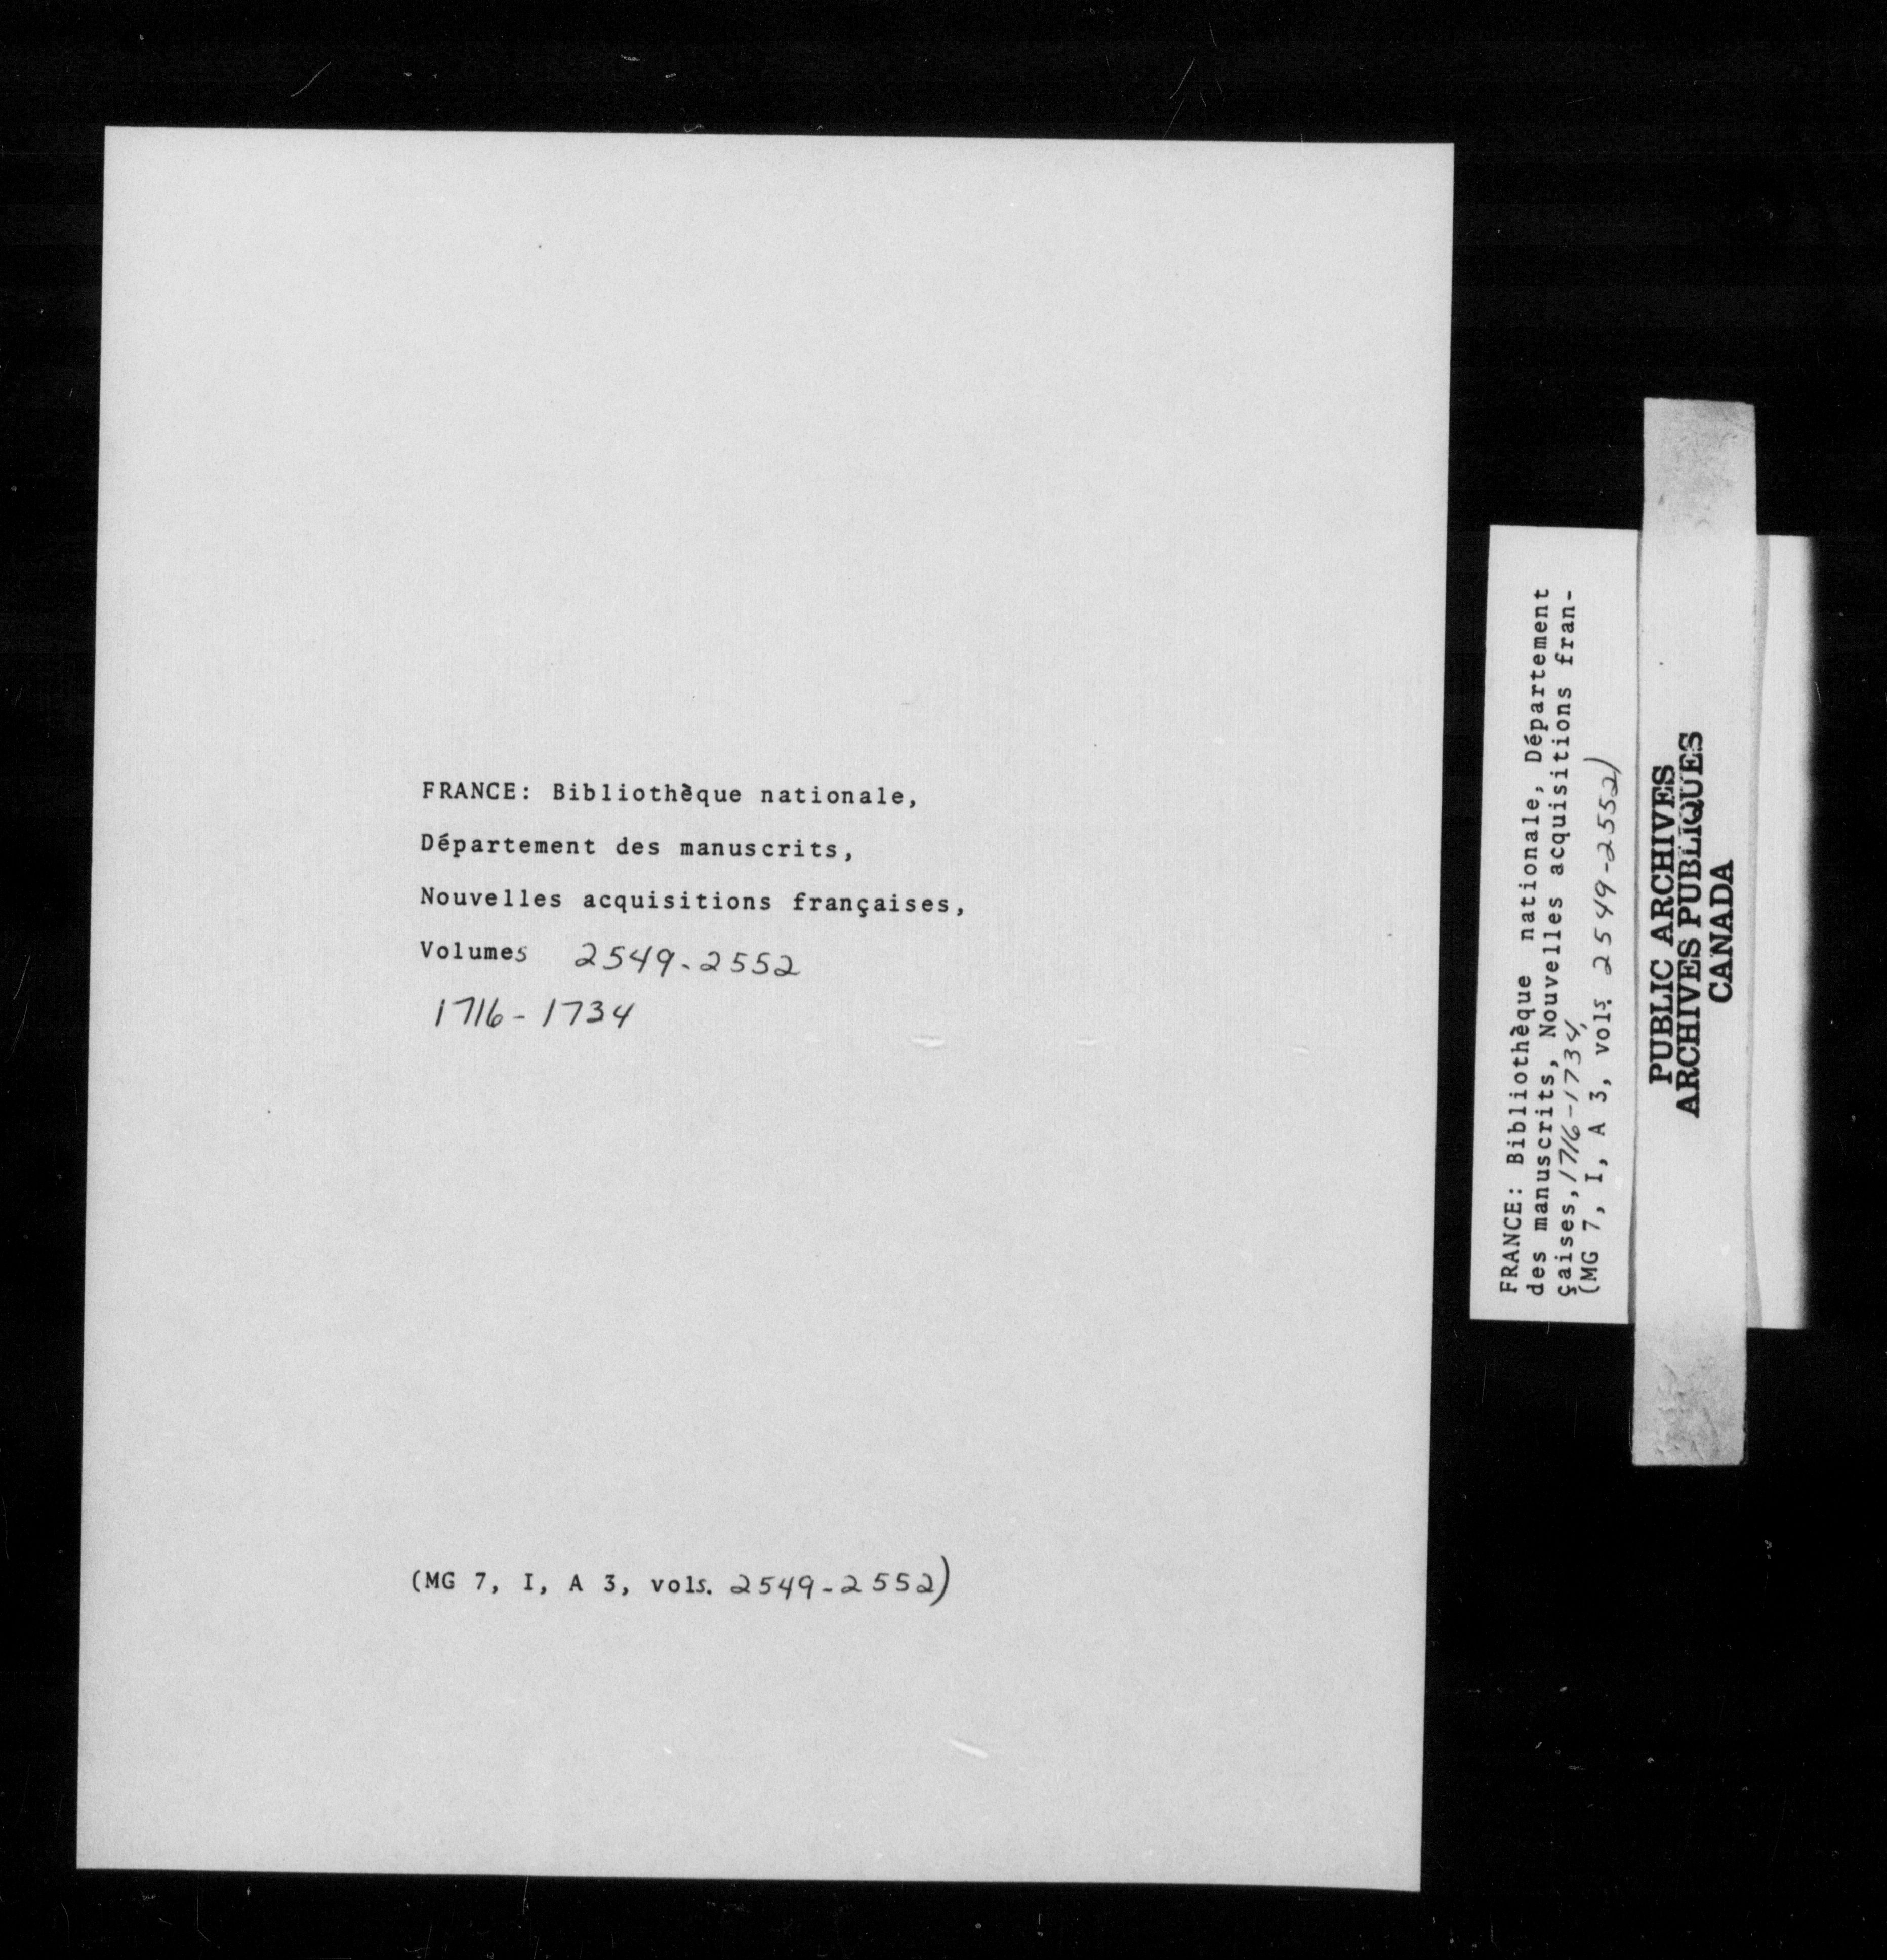 FRANCE: Bibliothèque nationale,
Département des manuscrits,
Nouvelles acquisitions françaises,
Volumes 2549-2552
1716-1734
(MG 7, I, A 3, vols. 2549-2552)
FRANCE: Bibliothèque nationale, Département
des manuscrits, Nouvelles acquisitions fran-
çaises, 1716-1734,
(MG 7, I, A 3, vols. 2549-2552)
PUBLIC ARCHIVES
ARCHIVES PUBLIQUES
CANADA